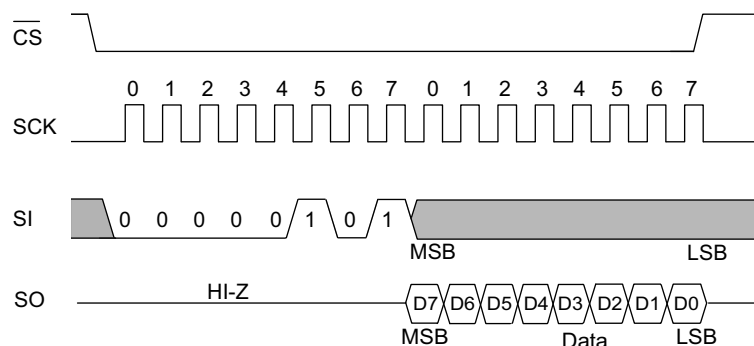 CS
0 1 2 3 4 5 6 7 0 1 2 3 4 5 6 7
SCK
SI 0 0 0 0 0 1 0 1
MSB LSB
HI-Z
SO D7 D6 D5 D4 D3 D2 D1 D0
MSB Data LSB